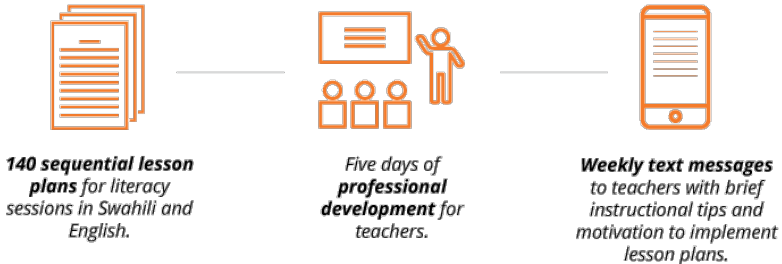 140 sequential lesson
plans for literacy
sessions in Swahili and
English.
Five days of
professional
development for
teachers.
Weekly text messages
to teachers with brief
instructional tips and
motivation to implement
lesson plans.